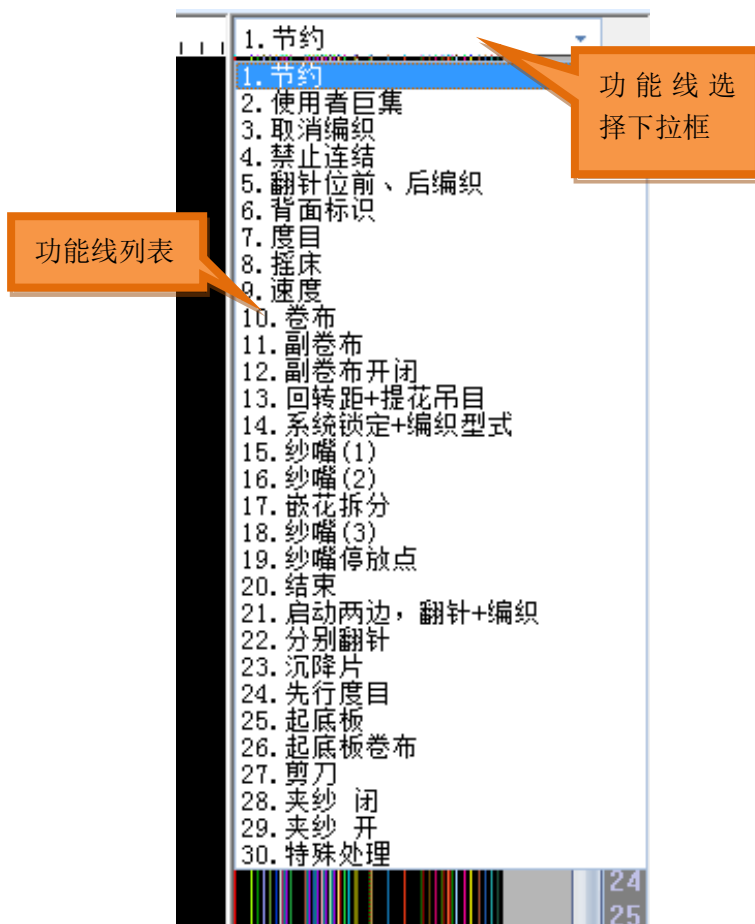 1.节约
功能线选
择下拉框
1.节约
2.使用者巨集
3.取消编织
4.禁止连结
5.翻针位前、后编织
6.背面标识
7.度目
功能线列表
8.摇床
9.速度
10.卷布
11.副卷布
12.副卷布开闭
13.回转距+提花吊目
14.系统锁定+编织型式
15.纱嘴(1)
16.纱嘴(2)
17.嵌花拆分
18.纱嘴(3)
19.纱嘴停放点
20.结束
21.启动两边，翻针+编织
22.分别翻针
23.沉降片
24.先行度目
25.起底板
26.起底板卷布
27.剪刀
28.夹纱 闭
29.夹纱 开
30.特殊处理
24
25